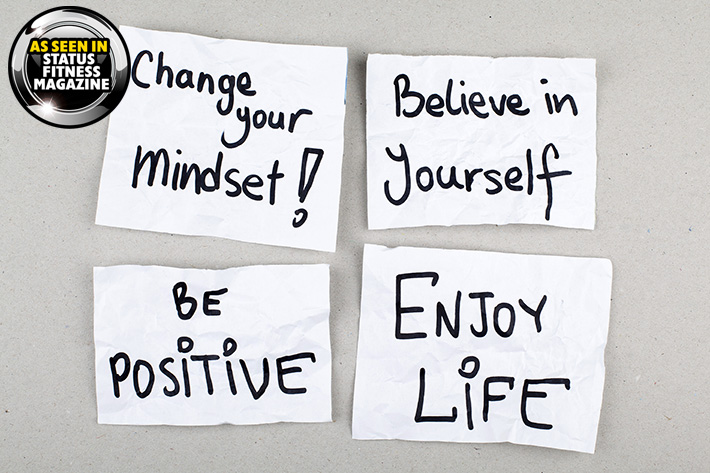 AS SEEN IN
STATUS
FITNESS
MAGAZINE
Change
your
Mindset!
Believe in
yourself
BE
POSiTiVE
ENJOY
LiFE